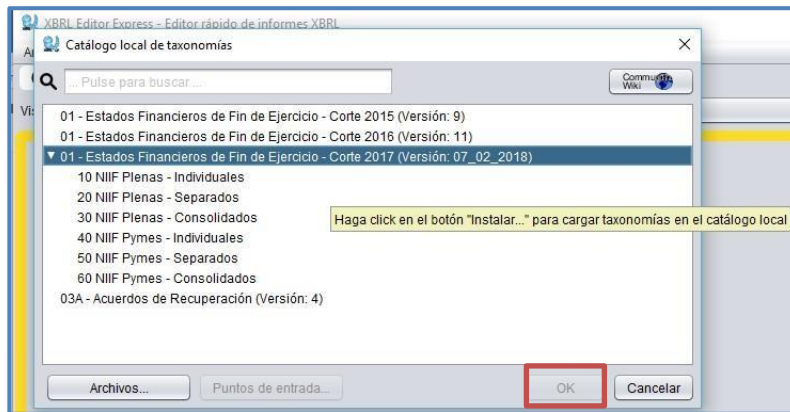 XBRL Editor Express - Editor rápido de informes XBRL
Catálogo local de taxonomías
... Pulse para buscar ...
Community Wiki
01 - Estados Financieros de Fin de Ejercicio - Corte 2015 (Versión: 9)
01 - Estados Financieros de Fin de Ejercicio - Corte 2016 (Versión: 11)
01 - Estados Financieros de Fin de Ejercicio - Corte 2017 (Versión: 07_02_2018)
10 NIIF Plenas - Individuales
20 NIIF Plenas - Separados
30 NIIF Plenas - Consolidados
Haga click en el botón "Instalar..." para cargar taxonomías en el catálogo local
40 NIIF Pymes - Individuales
50 NIIF Pymes - Separados
60 NIIF Pymes - Consolidados
03A - Acuerdos de Recuperación (Versión: 4)
Archivos... Puntos de entrada... OK Cancelar